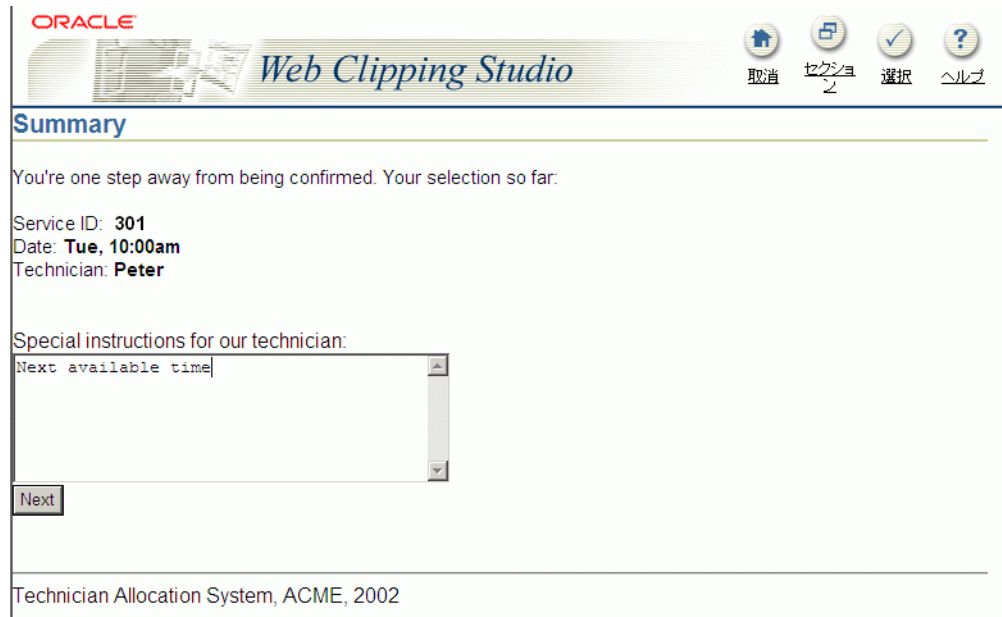 ORACLE
Web Clipping Studio
取消
セクショ
ン
選択
ヘルプ
Summary
You're one step away from being confirmed. Your selection so far:
Service ID: 301
Date: Tue, 10:00am
Technician: Peter
Special instructions for our technician:
Next available time
Next
Technician Allocation System, ACME, 2002